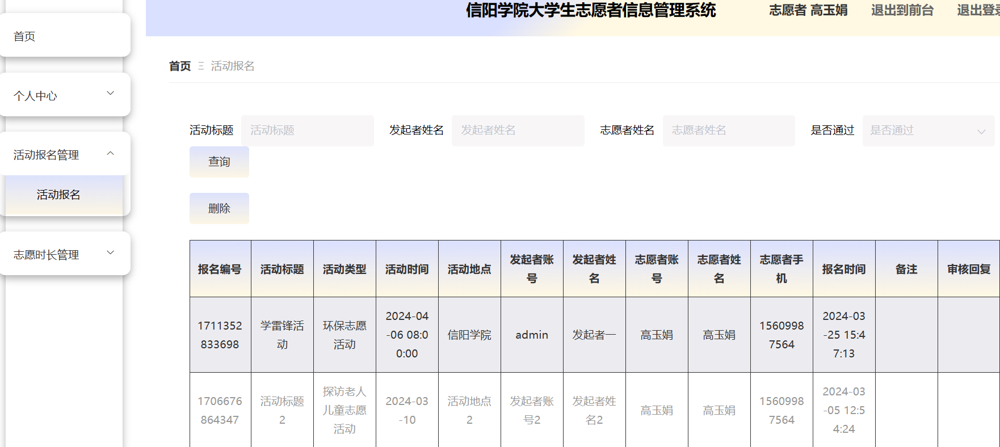 信阳学院大学生志愿者信息管理系统
志愿者 高玉娟
退出到前台
退出登录
首页
个人中心
活动报名管理
活动报名
志愿时长管理
首页 活动报名
活动标题 活动标题 发起者姓名 发起者姓名 志愿者姓名 志愿者姓名 是否通过 是否通过
查询
删除
报名编号 活动标题 活动类型 活动时间 活动地点 发起者账号 发起者姓名 志愿者账号 志愿者姓名 志愿者手机 报名时间 备注 审核回复
1711352833698 学雷锋活动 环保志愿活动 2024-04-06 08:00:00 信阳学院 admin 发起者一 高玉娟 高玉娟 15609987564 2024-03-25 15:47:13
1706676864347 活动标题2 探访老人儿童志愿活动 2024-03-10 活动地点2 发起者账号2 发起者姓名2 高玉娟 高玉娟 15609987564 2024-03-05 12:54:24